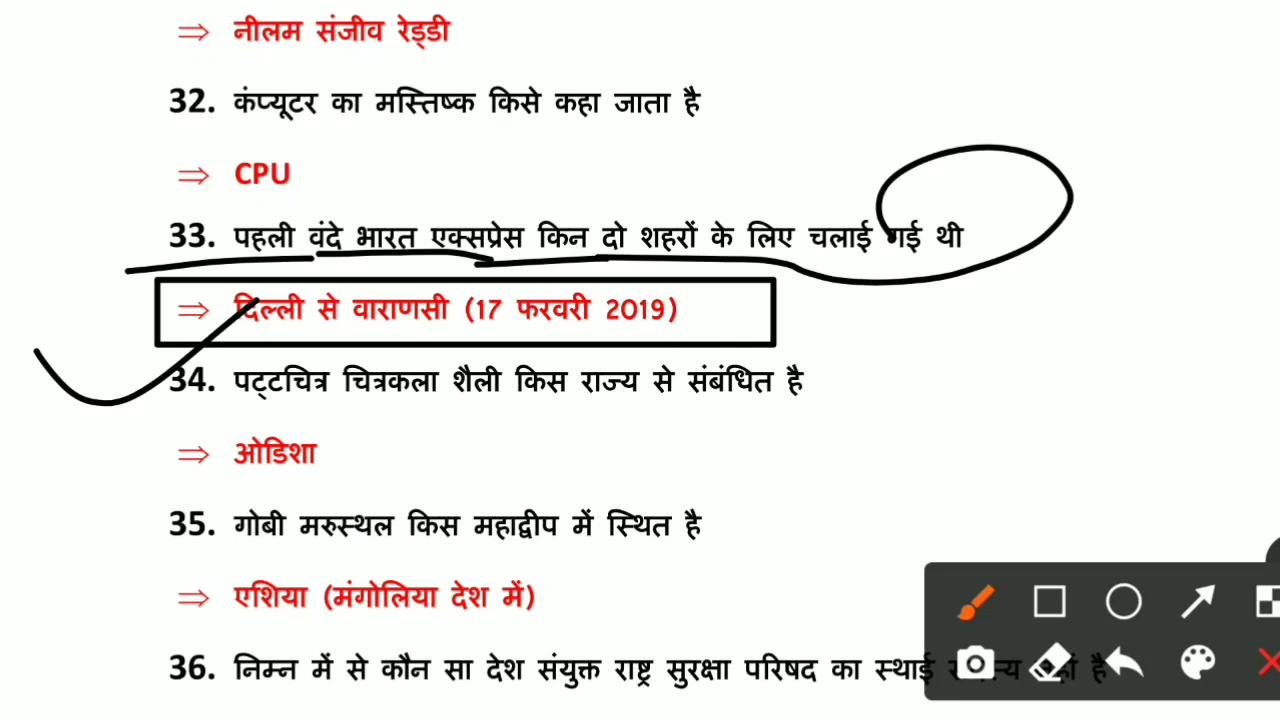 ⇒ नीलम संजीव रेड्डी
32. कंप्यूटर का मस्तिष्क किसे कहा जाता है
⇒ CPU
33. पहली वंदे भारत एक्सप्रेस किन दो शहरों के लिए चलाई गई थी
⇒ दिल्ली से वाराणसी (17 फरवरी 2019)
34. पट्टचित्र चित्रकला शैली किस राज्य से संबंधित है
⇒ ओडिशा
35. गोबी मरुस्थल किस महाद्वीप में स्थित है
⇒ एशिया (मंगोलिया देश में)
36. निम्न में से कौन सा देश संयुक्त राष्ट्र सुरक्षा परिषद का स्थाई है